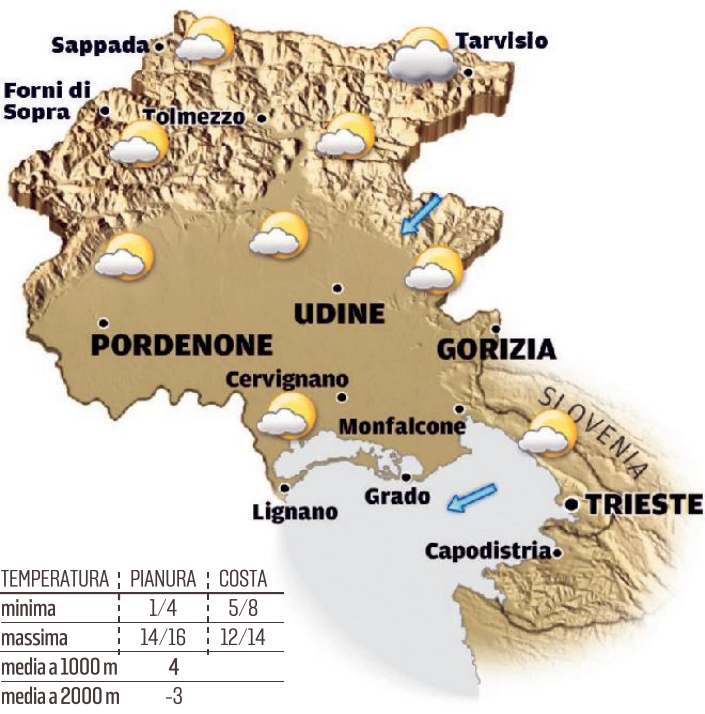 Sappada
Tarvisio
Forni di
Sopra
Tolmezzo
UDINE
PORDENONE
GORIZIA
Cervignano
SLOVENIA
Monfalcone
Grado
Lignano
TRIESTE
Capodistria
TEMPERATURA PIANURA COSTA
minima 1/4 5/8
massima 14/16 12/14
media a 1000 m 4
media a 2000 m -3